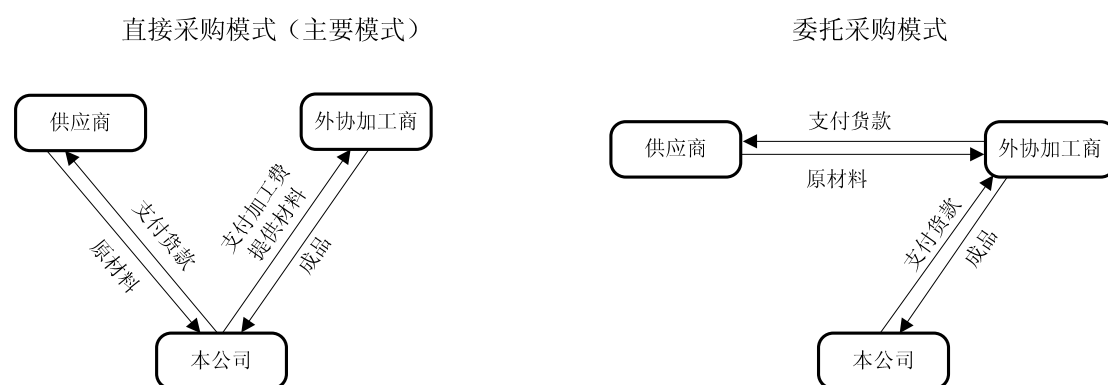 直接采购模式（主要模式）
供应商
外协加工商
支付货款
原材料
支付加工费
提供材料
成品
本公司
委托采购模式
供应商
支付货款
原材料
外协加工商
支付货款
成品
本公司